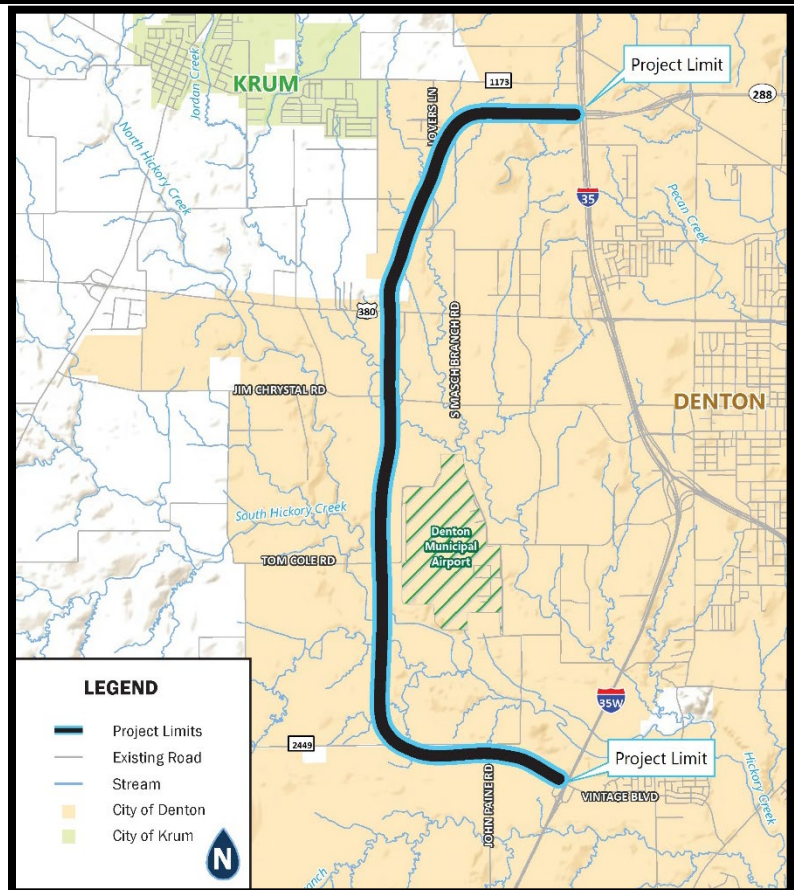 Project Limit
1173
288
KRUM
Jordan Creek
LOVERS LN
North Hickory Creek
35
Pecan Creek
380
S MASCH BRANCH RD
JIM CHRYSTAL RD
DENTON
South Hickory Creek
Denton
Municipal
Airport
TOM COLE RD
35W
2449
Project Limit
JOHN PAINE RD
VINTAGE BLVD
Hickory Creek
LEGEND
Project Limits
Existing Road
Stream
City of Denton
City of Krum
N